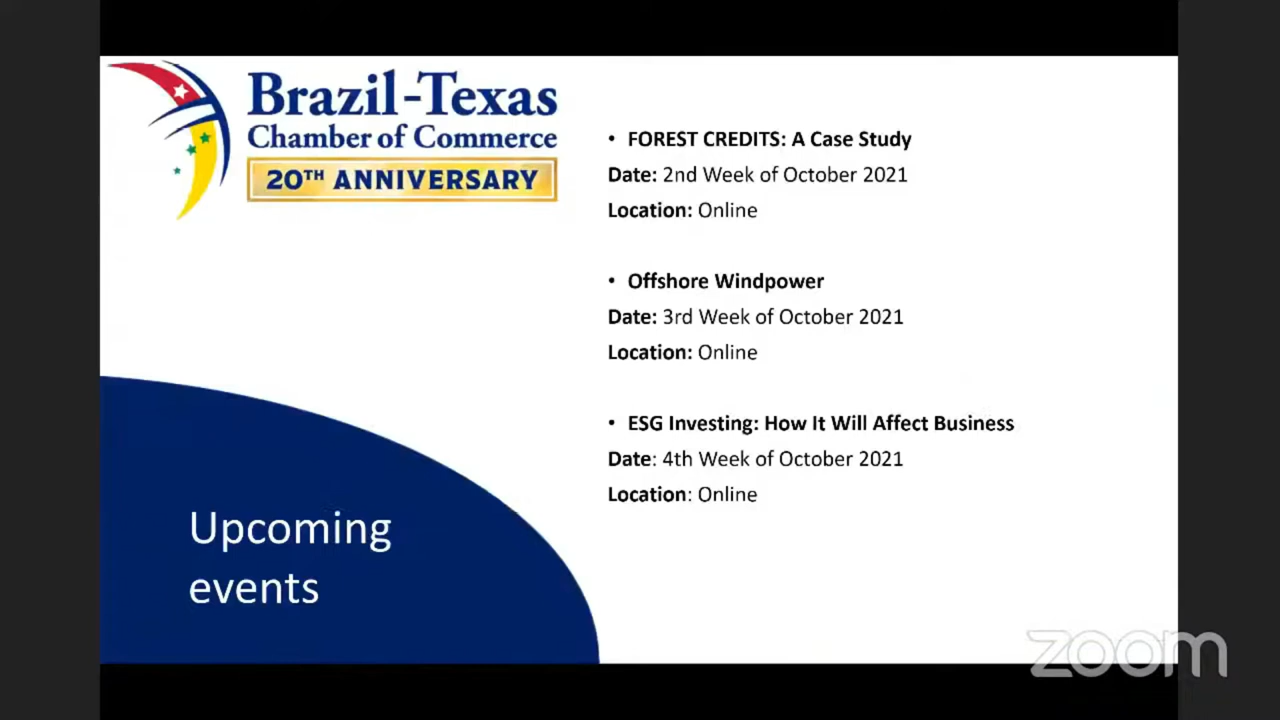 Brazil-Texas
Chamber of Commerce
20TH ANNIVERSARY
• FOREST CREDITS: A Case Study
Date: 2nd Week of October 2021
Location: Online
• Offshore Windpower
Date: 3rd Week of October 2021
Location: Online
• ESG Investing: How It Will Affect Business
Date: 4th Week of October 2021
Location: Online
Upcoming
events
zoom